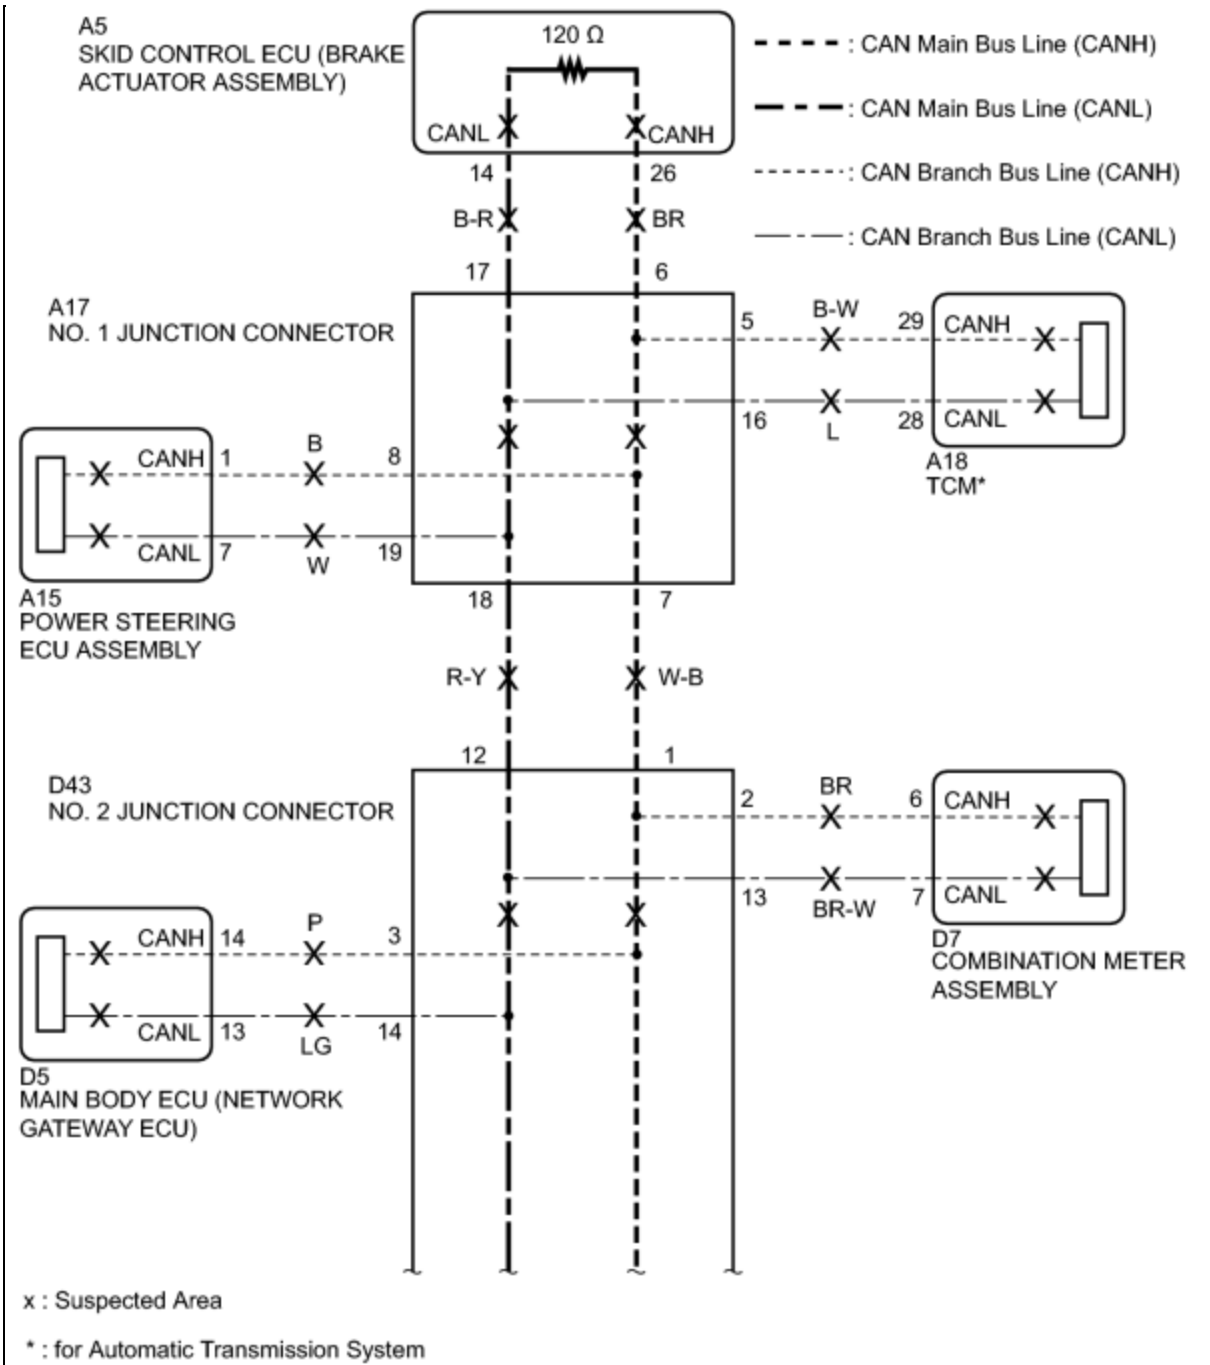 A5
SKID CONTROL ECU (BRAKE
ACTUATOR ASSEMBLY)
120 Ω
CANL
CANH
14
26
B-R
BR
17
6
: CAN Main Bus Line (CANH)
: CAN Main Bus Line (CANL)
: CAN Branch Bus Line (CANH)
: CAN Branch Bus Line (CANL)
A17
NO. 1 JUNCTION CONNECTOR
5
B-W
29
CANH
16
L
28
CANL
A18
TCM*
CANH
1
B
8
CANL
7
W
19
A15
POWER STEERING
ECU ASSEMBLY
18
7
R-Y
W-B
12
1
D43
NO. 2 JUNCTION CONNECTOR
2
BR
6
CANH
13
BR-W
7
CANL
D7
COMBINATION METER
ASSEMBLY
CANH
14
P
3
CANL
13
LG
14
D5
MAIN BODY ECU (NETWORK
GATEWAY ECU)
x : Suspected Area
* : for Automatic Transmission System